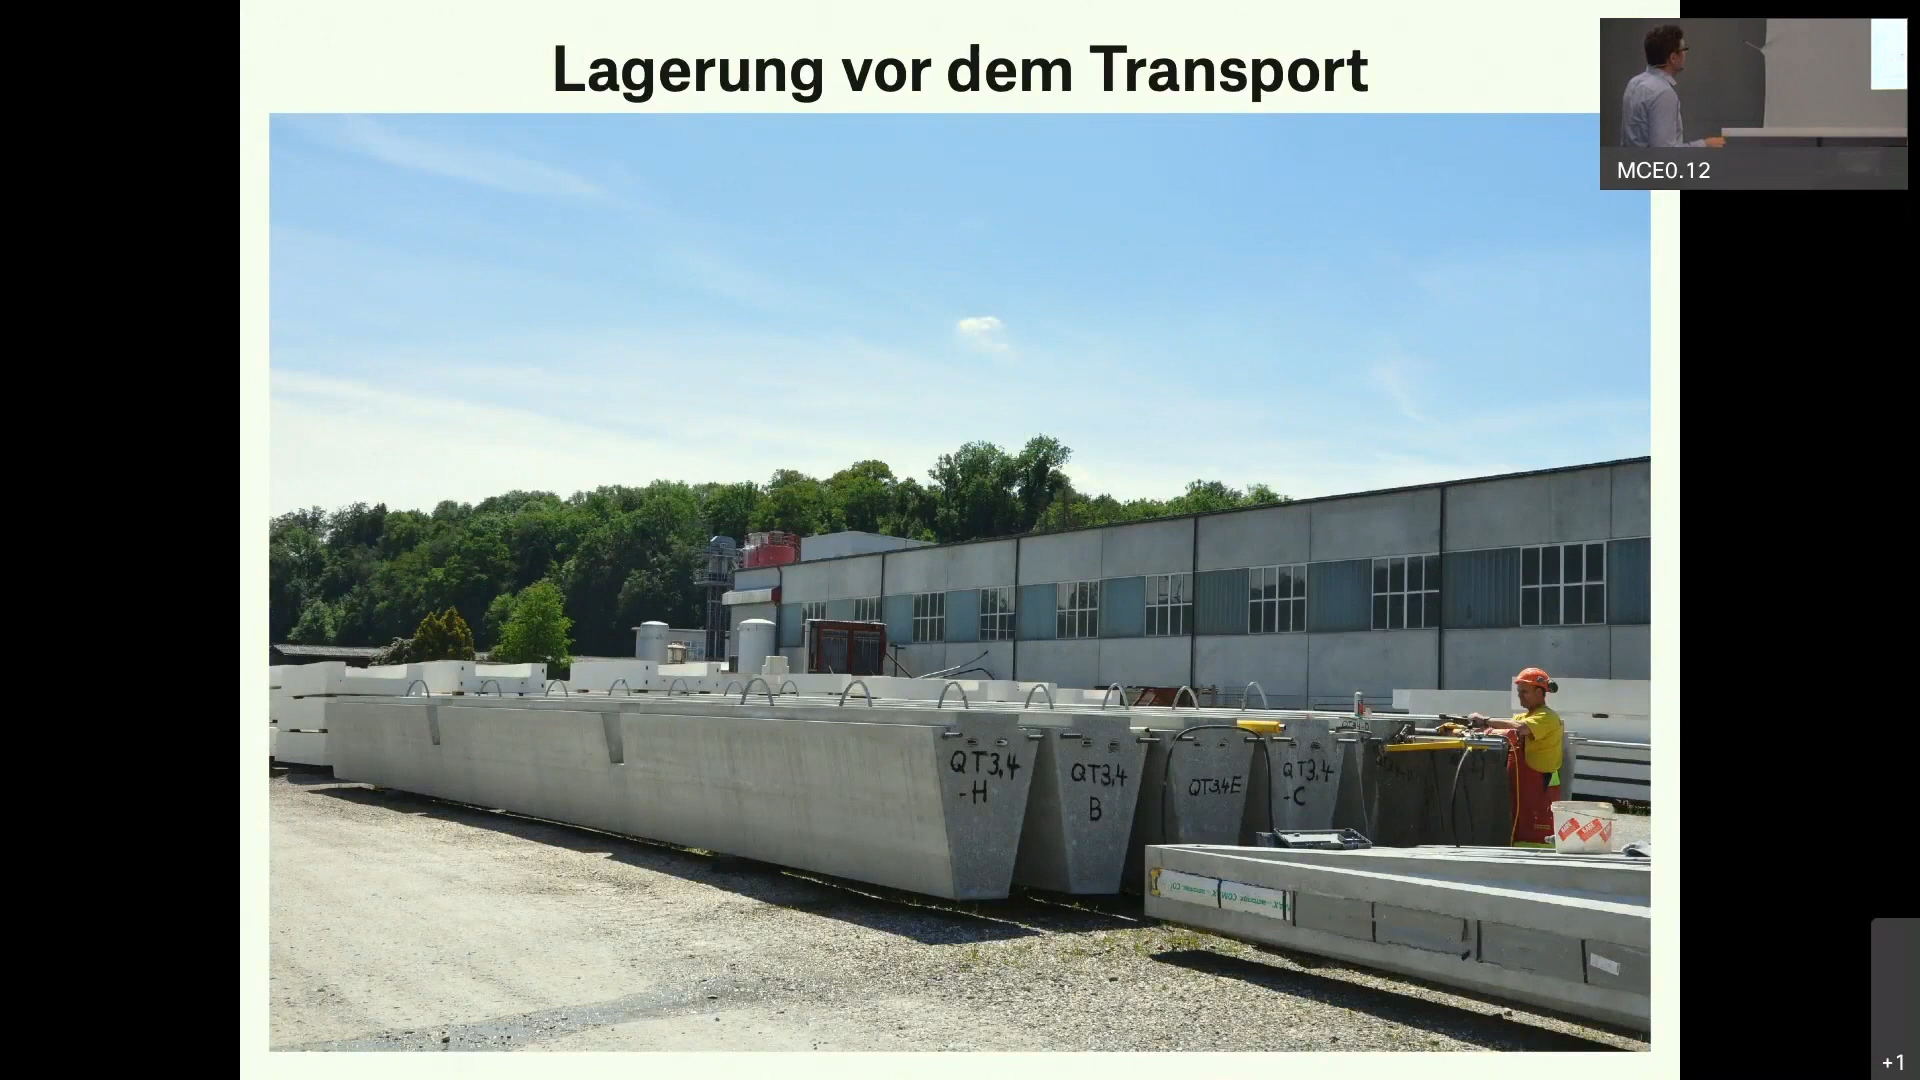 Lagerung vor dem Transport
MCE0.12
QT3,4
-H
QT3,4
B
QT3,4E
QT3,4
-C
+1